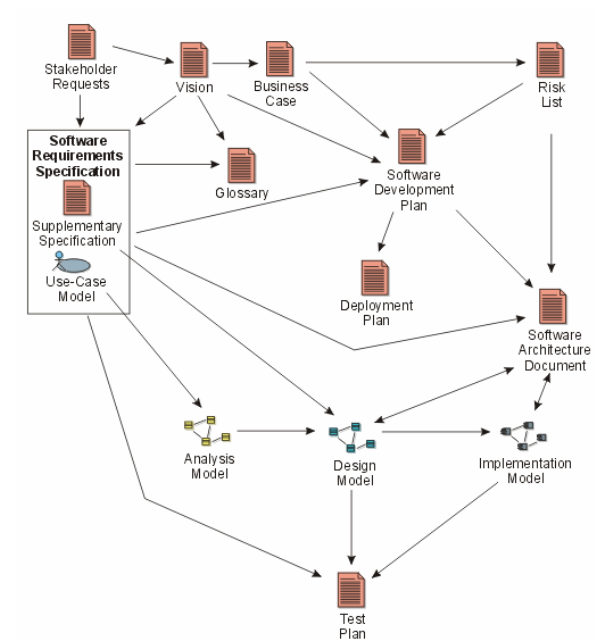 Stakeholder
Requests
Vision
Business
Case
Risk
List
Software
Requirements
Specification
Supplementary
Specification
Use-Case
Model
Glossary
Software
Development
Plan
Deployment
Plan
Software
Architecture
Document
Analysis
Model
Design
Model
Implementation
Model
Test
Plan